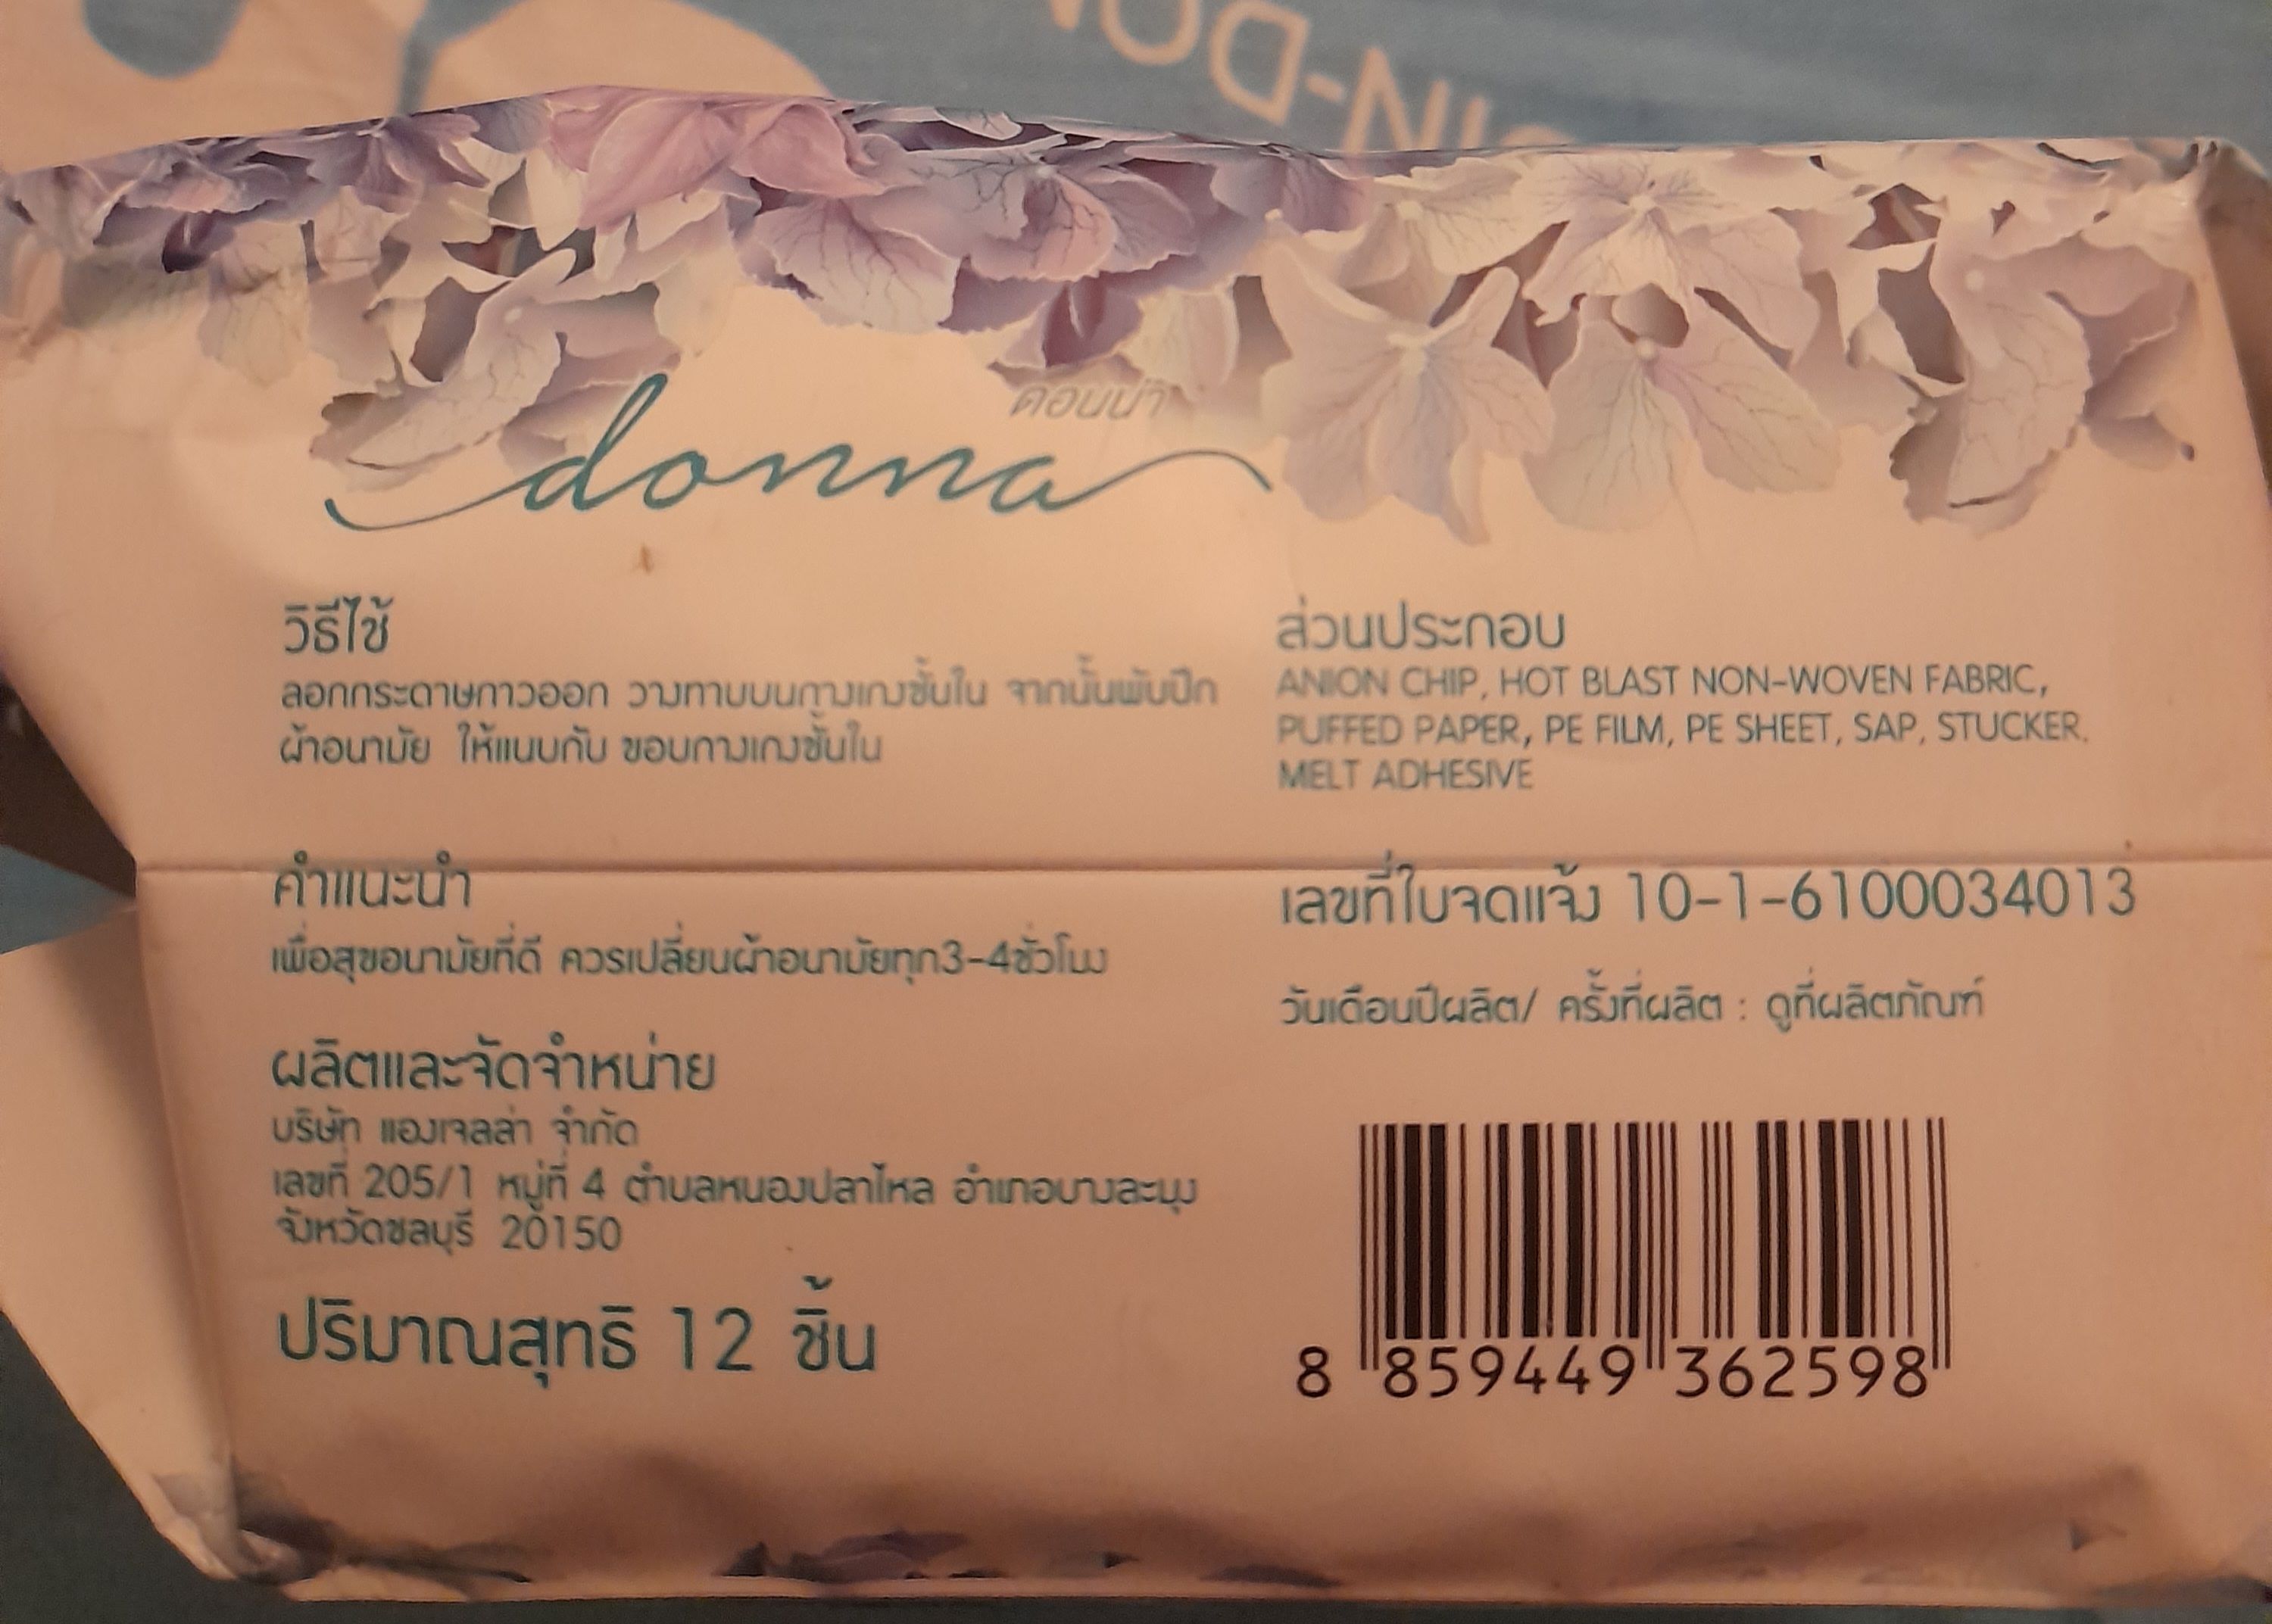 IN-DOI
ดอนน่า
donna
วิธีใช้
ลอกกระดาษกาวออก วางทาบบนกางเกงชั้นใน จากนั้นพับปีก
ผ้าอนามัย ให้แนบกับ ขอบกางเกงชั้นใน
คำแนะนำ
เพื่อสุขอนามัยที่ดี ควรเปลี่ยนผ้าอนามัยทุก3-4ชั่วโมง
ผลิตและจัดจำหน่าย
บริษัท แองเจลล่า จำกัด
เลขที่ 205/1 หมู่ที่ 4 ตำบลหนองปลาไหล อำเภอบางละมุง
จังหวัดชลบุรี 20150
ปริมาณสุทธิ 12 ชิ้น
ส่วนประกอบ
ANION CHIP, HOT BLAST NON-WOVEN FABRIC,
PUFFED PAPER, PE FILM, PE SHEET, SAP, STUCKER.
MELT ADHESIVE
เลขที่ใบจดแจ้ง 10-1-6100034013
วันเดือนปีผลิต/ ครั้งที่ผลิต : ดูที่ผลิตภัณฑ์
8 859449 362598